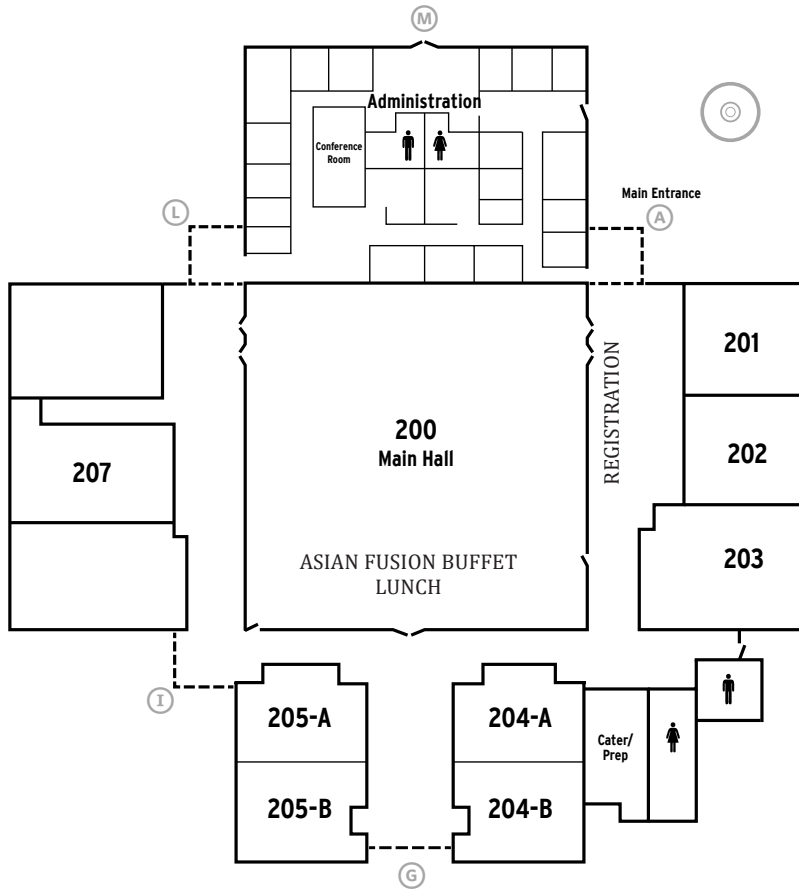 M
Administration
Conference
Room
L
Main Entrance
A
201
200
Main Hall
REGISTRATION
202
207
ASIAN FUSION BUFFET
LUNCH
203
I
205-A
204-A
Cater/
Prep
205-B
204-B
G